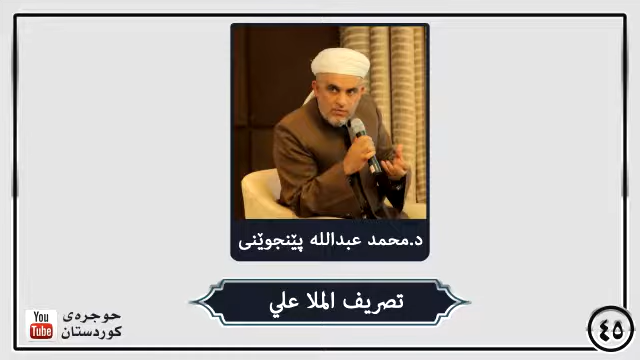 د.محمد عبدالله پێنجوێنی
تصريف الملا علي
You
Tube
حوجرەی
کوردستان
٤٥